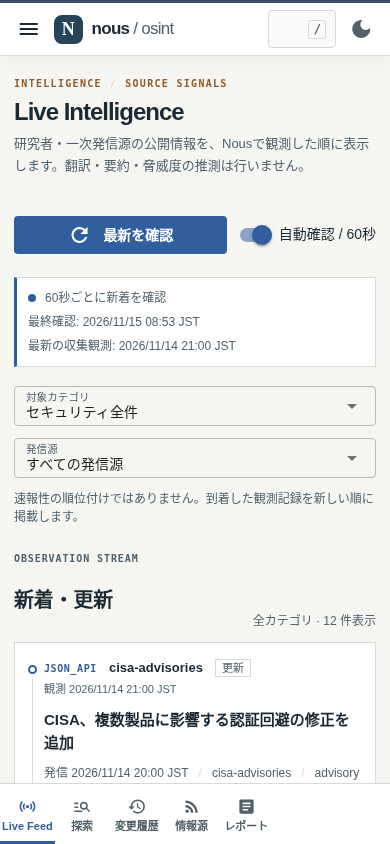 N nous / osint /
INTELLIGENCE / SOURCE SIGNALS
Live Intelligence
研究者・一次発信源の公開情報を、Nousで観測した順に表示
します。翻訳・要約・脅威度の推測は行いません。
最新を確認 自動確認 / 60秒
60秒ごとに新着を確認
最終確認: 2026/11/15 08:53 JST
最新の収集観測: 2026/11/14 21:00 JST
対象カテゴリ
セキュリティ全件
発信源
すべての発信源
速報性の順位付けではありません。到着した観測記録を新しい順に
掲載します。
OBSERVATION STREAM
新着・更新
全カテゴリ · 12 件表示
JSON_API cisa-advisories 更新
観測 2026/11/14 21:00 JST
CISA、複数製品に影響する認証回避の修正を
追加
発信 2026/11/14 20:00 JST / cisa-advisories / advisory
Live Feed 探索 変更履歴 情報源 レポート